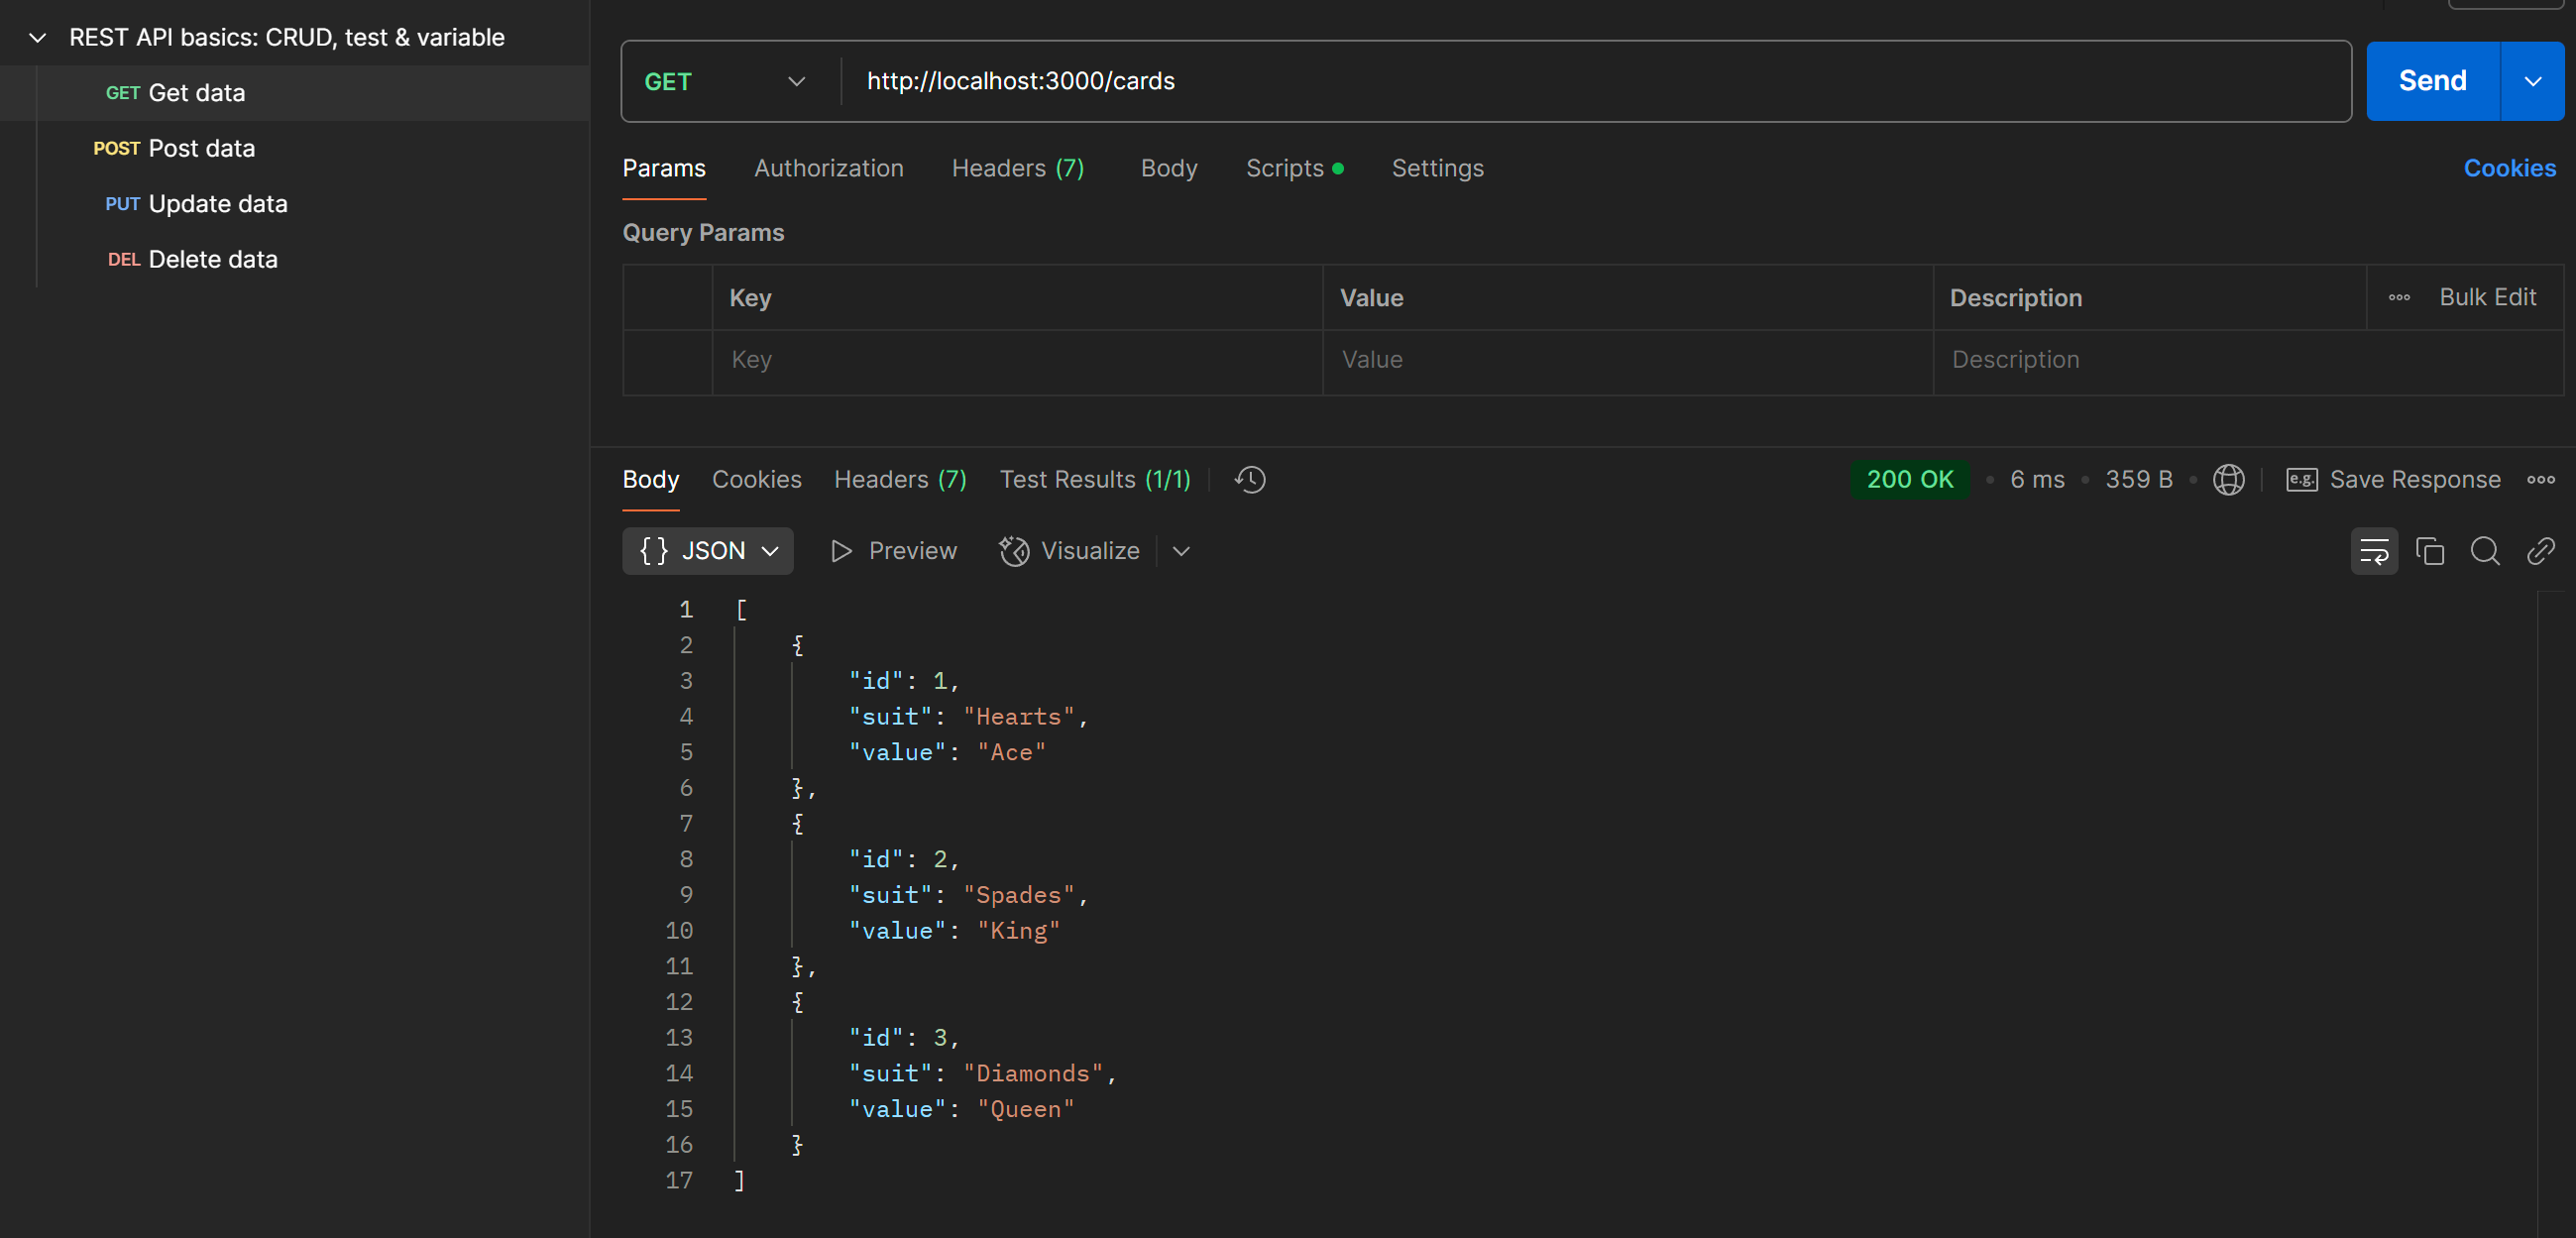 REST API basics: CRUD, test & variable
GET Get data
POST Post data
PUT Update data
DEL Delete data
GET http://localhost:3000/cards Send
Params Authorization Headers (7) Body Scripts Settings Cookies
Query Params
Key Value Description Bulk Edit
Key Value Description
Body Cookies Headers (7) Test Results (1/1) 200 OK 6 ms 359 B e.g. Save Response
{} JSON Preview Visualize
1 [
2 {
3 "id": 1,
4 "suit": "Hearts",
5 "value": "Ace"
6 },
7 {
8 "id": 2,
9 "suit": "Spades",
10 "value": "King"
11 },
12 {
13 "id": 3,
14 "suit": "Diamonds",
15 "value": "Queen"
16 }
17 ]